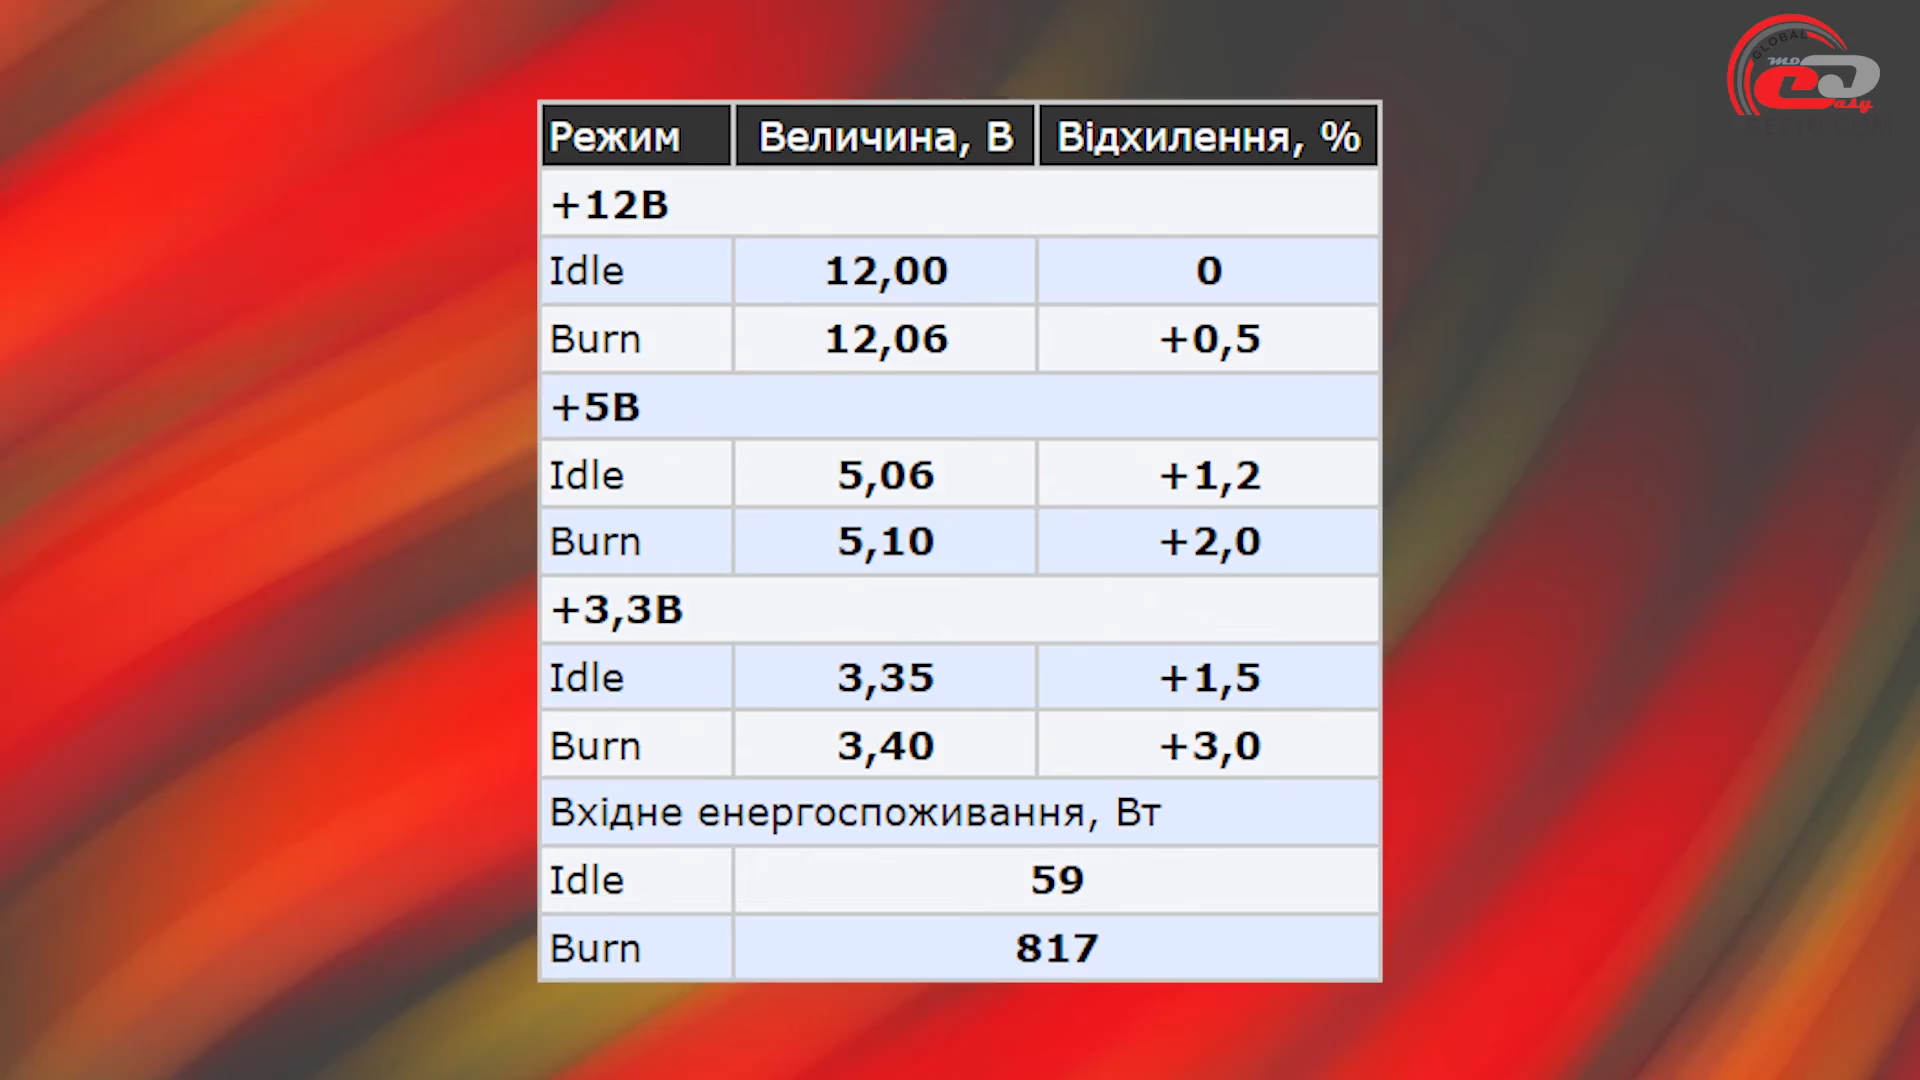 GLOBAL
Режим Величина, В Відхилення, %
+12В
Idle 12,00 0
Burn 12,06 +0,5
+5В
Idle 5,06 +1,2
Burn 5,10 +2,0
+3,3В
Idle 3,35 +1,5
Burn 3,40 +3,0
Вхідне енергоспоживання, Вт
Idle 59
Burn 817